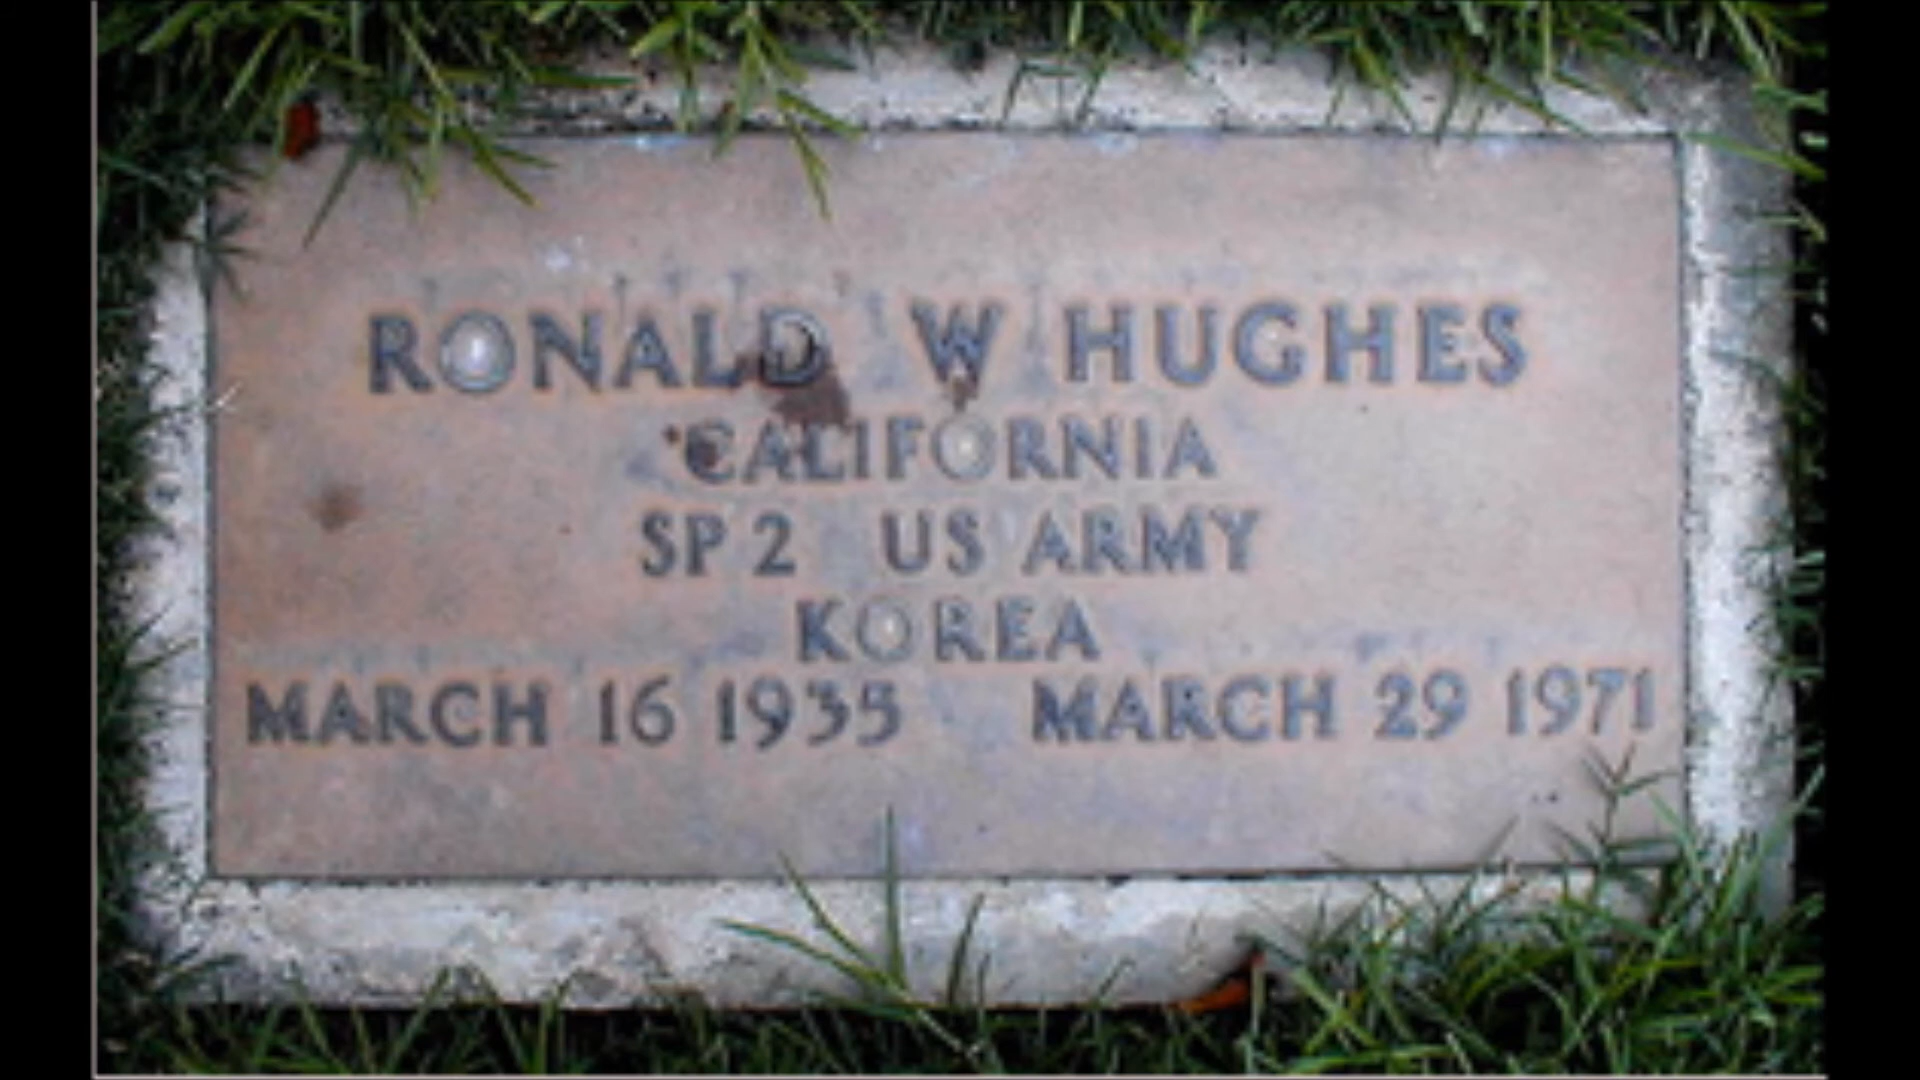 RONALD W HUGHES
CALIFORNIA
SP 2 US ARMY
KOREA
MARCH 16 1935 MARCH 29 1971